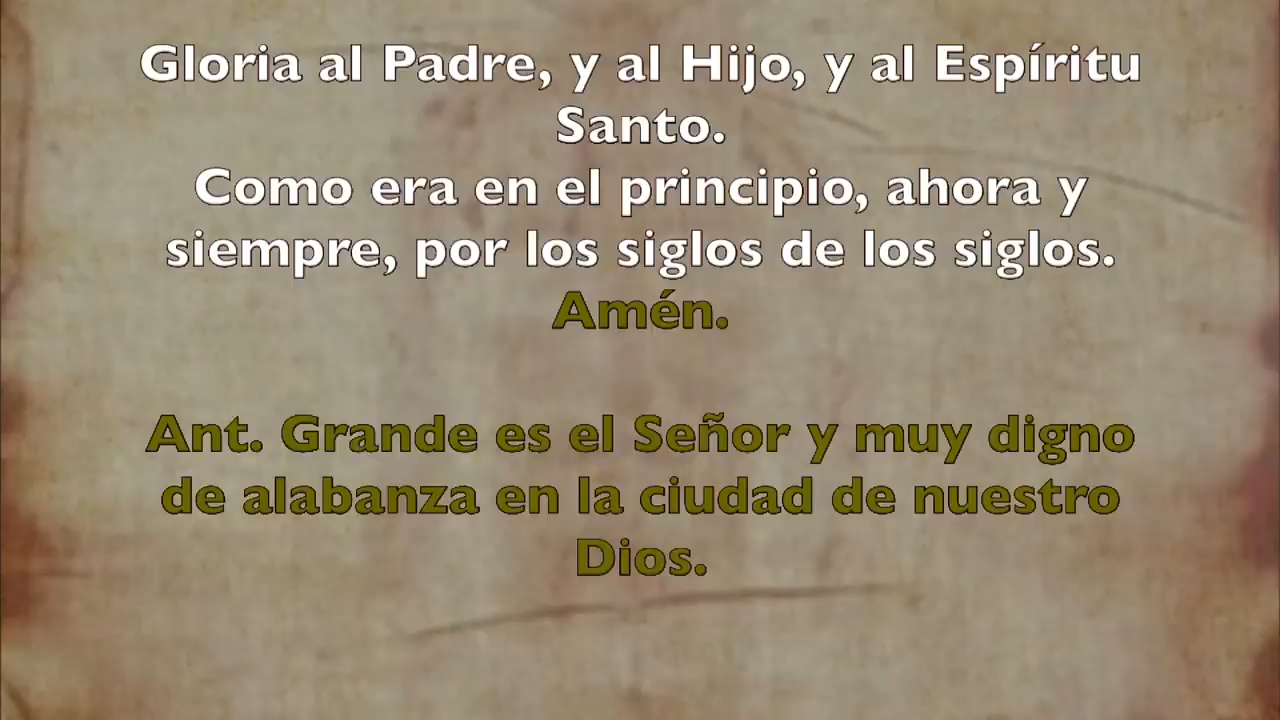 Gloria al Padre, y al Hijo, y al Espíritu
Santo.
Como era en el principio, ahora y
siempre, por los siglos de los siglos.
Amén.
Ant. Grande es el Señor y muy digno
de alabanza en la ciudad de nuestro
Dios.